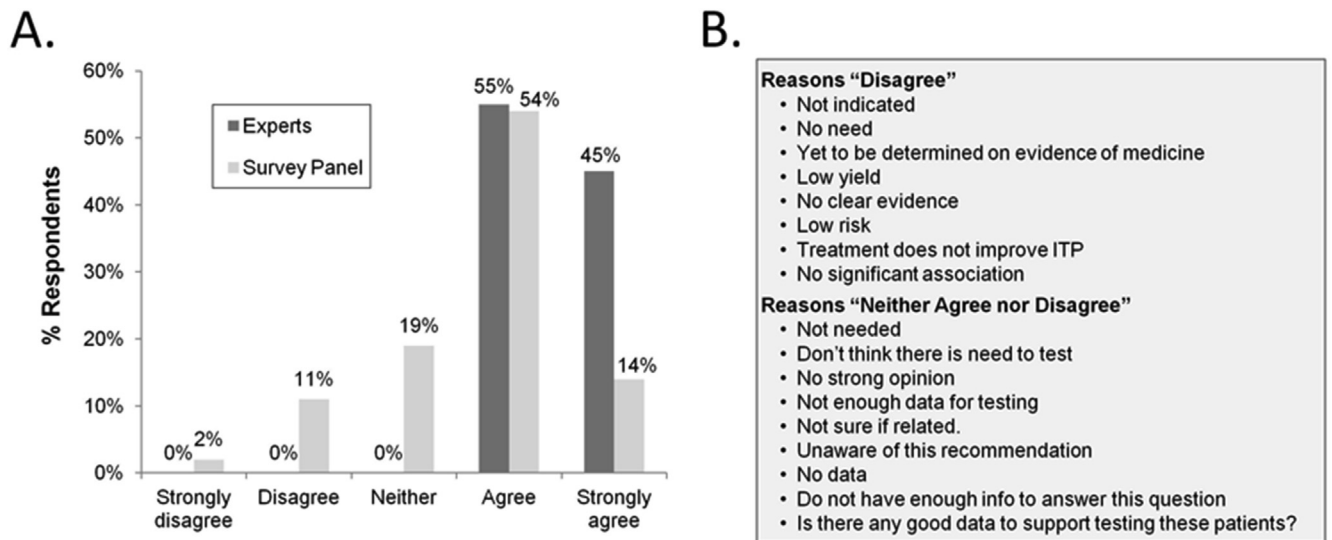 A.
60%
50%
40%
30%
20%
10%
0%
% Respondents
Experts
Survey Panel
0%
2%
0%
11%
0%
19%
55%
54%
45%
14%
Strongly
disagree
Disagree
Neither
Agree
Strongly
agree
B.
Reasons “Disagree”
• Not indicated
• No need
• Yet to be determined on evidence of medicine
• Low yield
• No clear evidence
• Low risk
• Treatment does not improve ITP
• No significant association
Reasons “Neither Agree nor Disagree”
• Not needed
• Don’t think there is need to test
• No strong opinion
• Not enough data for testing
• Not sure if related.
• Unaware of this recommendation
• No data
• Do not have enough info to answer this question
• Is there any good data to support testing these patients?